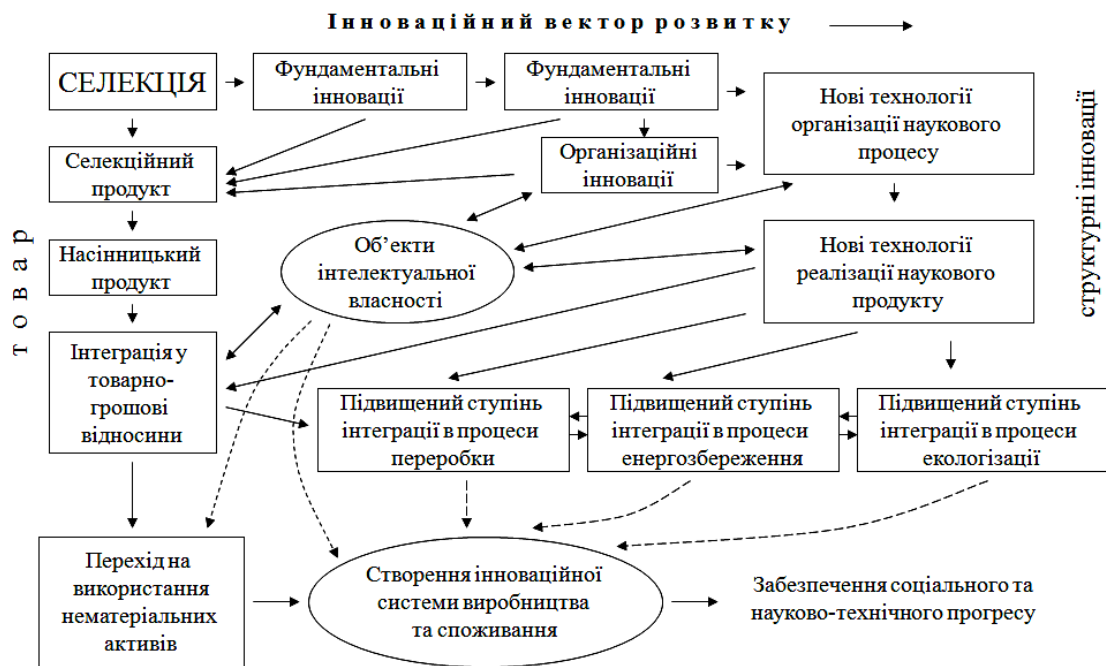 Інноваційний вектор розвитку
СЕЛЕКЦІЯ
Фундаментальні
інновації
Фундаментальні
інновації
Нові технології
організації наукового
процесу
Селекційний
продукт
Організаційні
інновації
структурні інновації
товар
Насінницький
продукт
Об’єкти
інтелектуальної
власності
Нові технології
реалізації наукового
продукту
Інтеграція у
товарно-
грошові
відносини
Підвищений ступінь
інтеграції в процеси
переробки
Підвищений ступінь
інтеграції в процеси
енергозбереження
Підвищений ступінь
інтеграції в процеси
екологізації
Перехід на
використання
нематеріальних
активів
Створення інноваційної
системи виробництва
та споживання
Забезпечення соціального та
науково-технічного прогресу